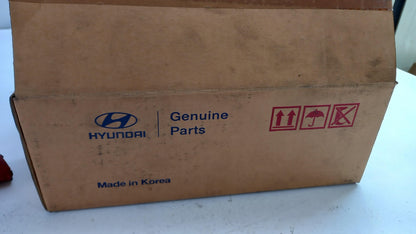 HYUNDAI
Genuine
Parts
Made in Korea